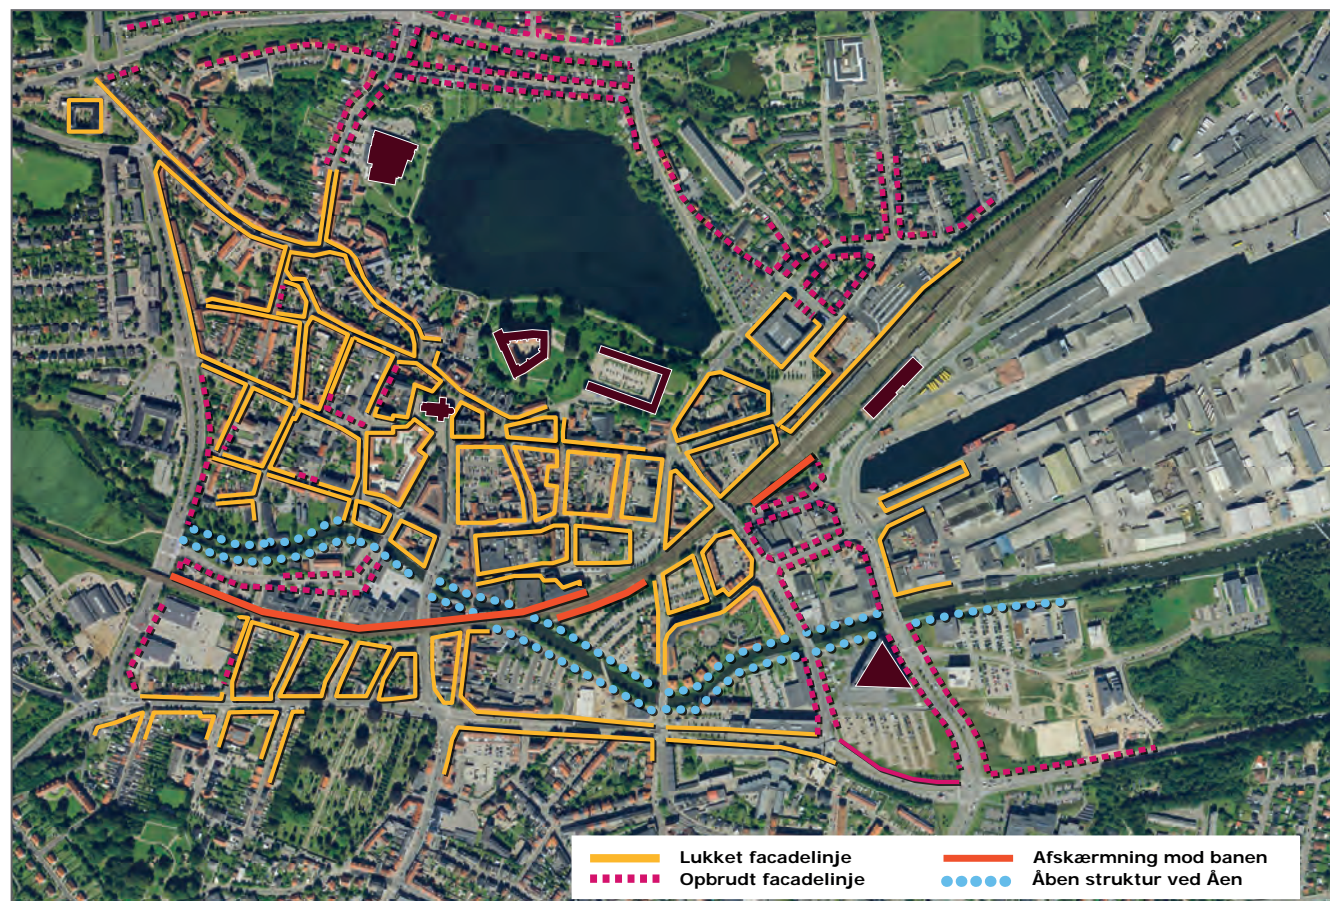 Lukket facadelinje
Opbrudt facadelinje
Afskærmning mod banen
Åben struktur ved Åen